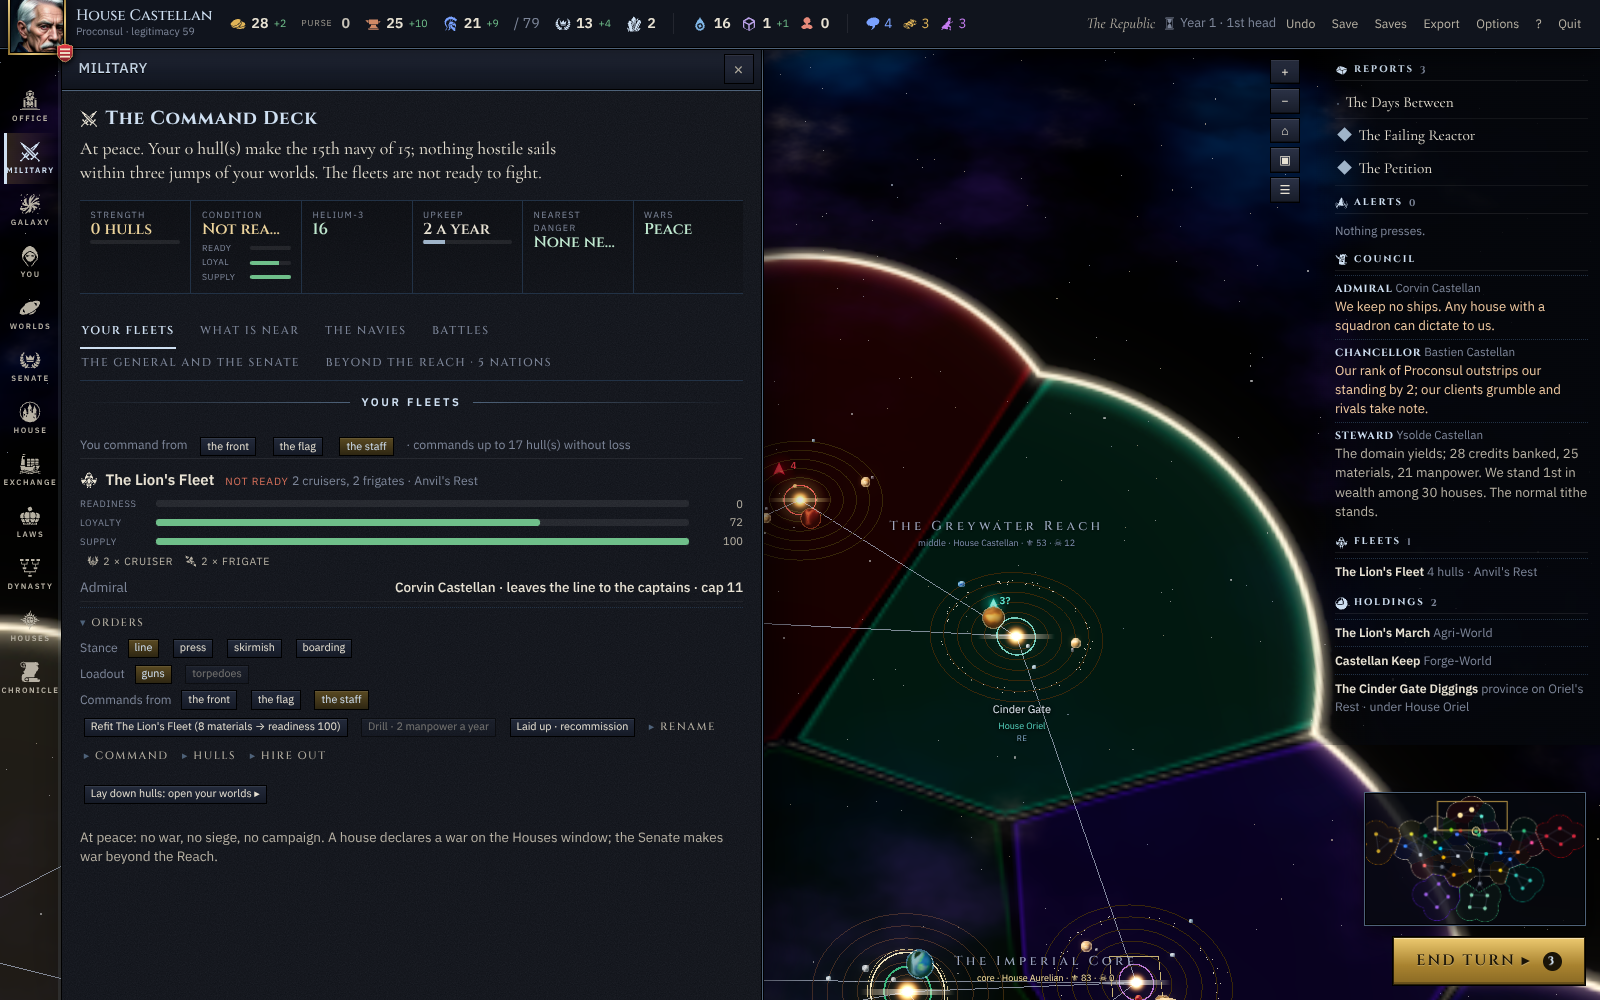 HOUSE CASTELLAN
Proconsul · legitimacy 59
28 +2 PURSE 0 25 +10 21 +9 / 79 13 +4 2 16 1 +1 0 4 3 3
The Republic Year 1 · 1st head Undo Save Saves Export Options ? Quit
OFFICE
MILITARY
GALAXY
YOU
WORLDS
SENATE
HOUSE
EXCHANGE
LAWS
DYNASTY
HOUSES
CHRONICLE
MILITARY ×
THE COMMAND DECK
At peace. Your 0 hull(s) make the 15th navy of 15; nothing hostile sails
within three jumps of your worlds. The fleets are not ready to fight.
STRENGTH
0 HULLS
CONDITION
NOT REA...
READY
LOYAL
SUPPLY
HELIUM-3
16
UPKEEP
2 A YEAR
NEAREST
DANGER
NONE NE...
WARS
PEACE
YOUR FLEETS WHAT IS NEAR THE NAVIES BATTLES
THE GENERAL AND THE SENATE BEYOND THE REACH · 5 NATIONS
YOUR FLEETS
You command from the front the flag the staff · commands up to 17 hull(s) without loss
The Lion's Fleet NOT READY 2 cruisers, 2 frigates · Anvil's Rest
READINESS 0
LOYALTY 72
SUPPLY 100
2 × CRUISER 2 × FRIGATE
Admiral Corvin Castellan · leaves the line to the captains · cap 11
▾ ORDERS
Stance line press skirmish boarding
Loadout guns torpedoes
Commands from the front the flag the staff
Refit The Lion's Fleet (8 materials → readiness 100) Drill · 2 manpower a year Laid up · recommission ▸ RENAME
▸ COMMAND ▸ HULLS ▸ HIRE OUT
Lay down hulls: open your worlds ▸
At peace: no war, no siege, no campaign. A house declares a war on the Houses window; the Senate makes
war beyond the Reach.
+
−
4
THE GREYWATER REACH
middle · House Castellan · 53 · 12
3?
Cinder Gate
House Oriel
RE
THE IMPERIAL CORE
core · House Aurelian · 83 · 0
REPORTS 3
· The Days Between
The Failing Reactor
The Petition
ALERTS 0
Nothing presses.
COUNCIL
ADMIRAL Corvin Castellan
We keep no ships. Any house with a
squadron can dictate to us.
CHANCELLOR Bastien Castellan
Our rank of Proconsul outstrips our
standing by 2; our clients grumble and
rivals take note.
STEWARD Ysolde Castellan
The domain yields; 28 credits banked, 25
materials, 21 manpower. We stand 1st in
wealth among 30 houses. The normal tithe
stands.
FLEETS 1
The Lion's Fleet 4 hulls · Anvil's Rest
HOLDINGS 2
The Lion's March Agri-World
Castellan Keep Forge-World
The Cinder Gate Diggings province on Oriel's
Rest · under House Oriel
END TURN ▸ 3